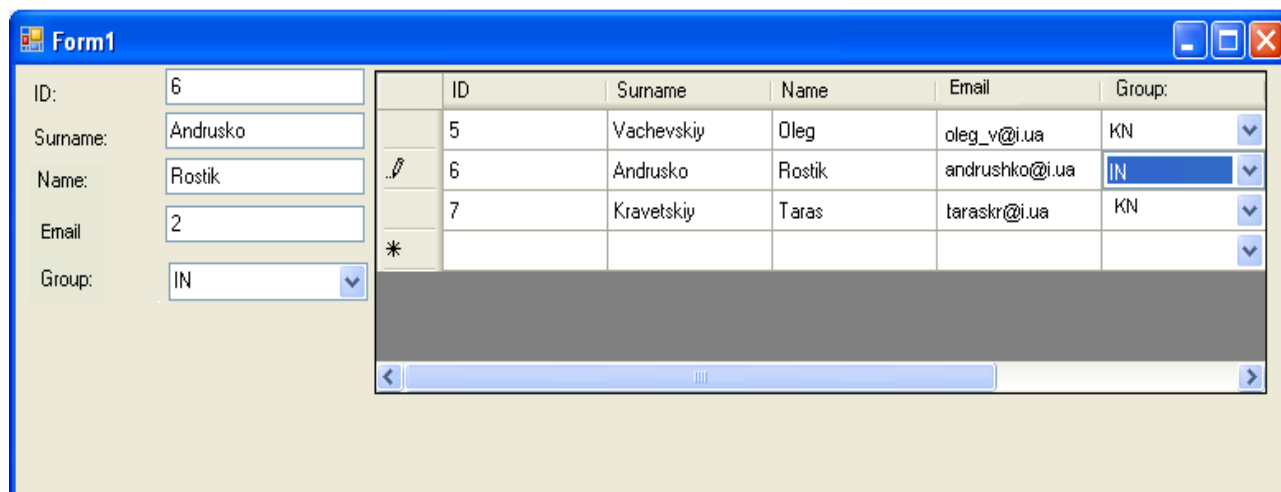 Form1
ID: 6
Surname: Andrusko
Name: Rostik
Email 2
Group: IN
ID Surname Name Email Group:
5 Vachevskiy Oleg oleg_v@i.ua KN
6 Andrusko Rostik andrushko@i.ua IN
7 Kravetskiy Taras taraskr@i.ua KN